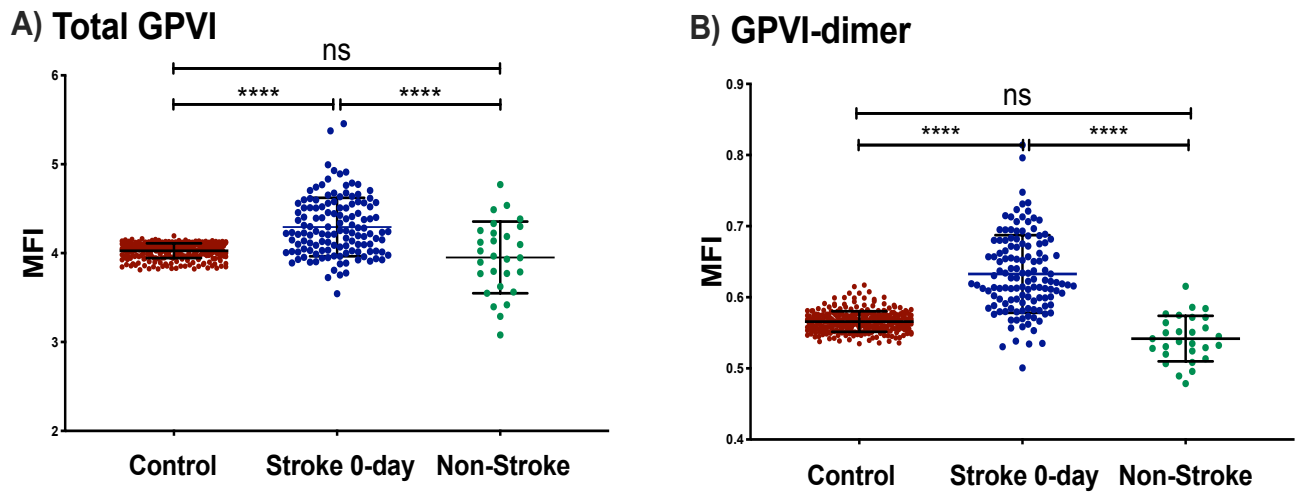 A) Total GPVI
ns
**** ****
6
5
4
3
2
MFI
Control Stroke 0-day Non-Stroke
B) GPVI-dimer
ns
**** ****
0.9
0.8
0.7
0.6
0.5
0.4
MFI
Control Stroke 0-day Non-Stroke